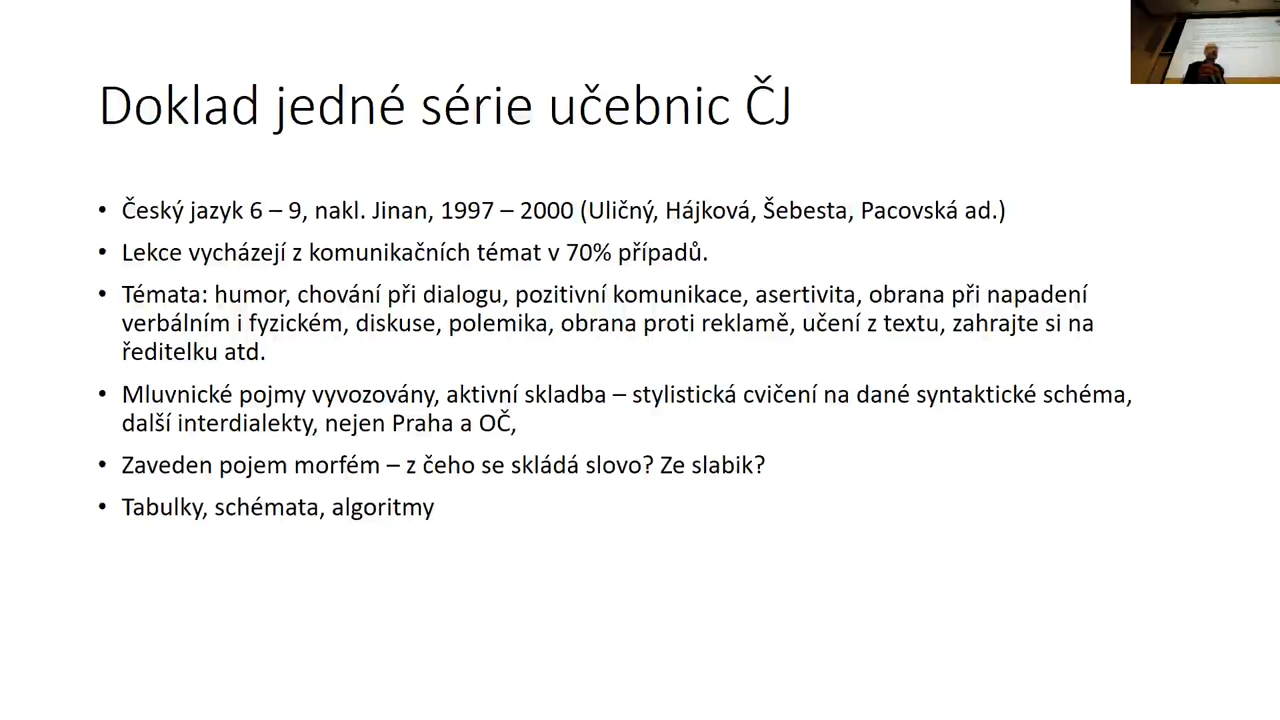 Doklad jedné série učebnic ČJ
• Český jazyk 6 – 9, nakl. Jinan, 1997 – 2000 (Uličný, Hájková, Šebesta, Pacovská ad.)
• Lekce vycházejí z komunikačních témat v 70% případů.
• Témata: humor, chování při dialogu, pozitivní komunikace, asertivita, obrana při napadení
verbálním i fyzickém, diskuse, polemika, obrana proti reklamě, učení z textu, zahrajte si na
ředitelku atd.
• Mluvnické pojmy vyvozovány, aktivní skladba – stylistická cvičení na dané syntaktické schéma,
další interdialekty, nejen Praha a OČ,
• Zaveden pojem morfém – z čeho se skládá slovo? Ze slabik?
• Tabulky, schémata, algoritmy